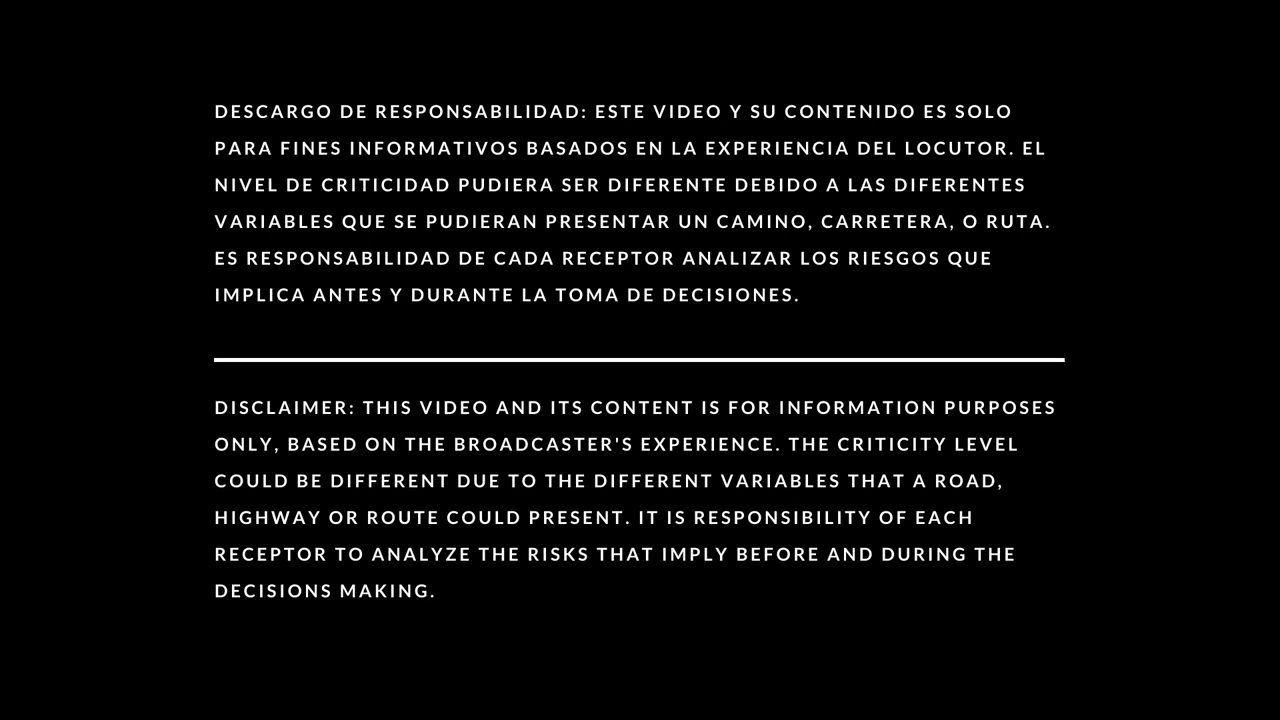 DESCARGO DE RESPONSABILIDAD: ESTE VIDEO Y SU CONTENIDO ES SOLO
PARA FINES INFORMATIVOS BASADOS EN LA EXPERIENCIA DEL LOCUTOR. EL
NIVEL DE CRITICIDAD PUDIERA SER DIFERENTE DEBIDO A LAS DIFERENTES
VARIABLES QUE SE PUDIERAN PRESENTAR UN CAMINO, CARRETERA, O RUTA.
ES RESPONSABILIDAD DE CADA RECEPTOR ANALIZAR LOS RIESGOS QUE
IMPLICA ANTES Y DURANTE LA TOMA DE DECISIONES.
DISCLAIMER: THIS VIDEO AND ITS CONTENT IS FOR INFORMATION PURPOSES
ONLY, BASED ON THE BROADCASTER'S EXPERIENCE. THE CRITICITY LEVEL
COULD BE DIFFERENT DUE TO THE DIFFERENT VARIABLES THAT A ROAD,
HIGHWAY OR ROUTE COULD PRESENT. IT IS RESPONSIBILITY OF EACH
RECEPTOR TO ANALYZE THE RISKS THAT IMPLY BEFORE AND DURING THE
DECISIONS MAKING.